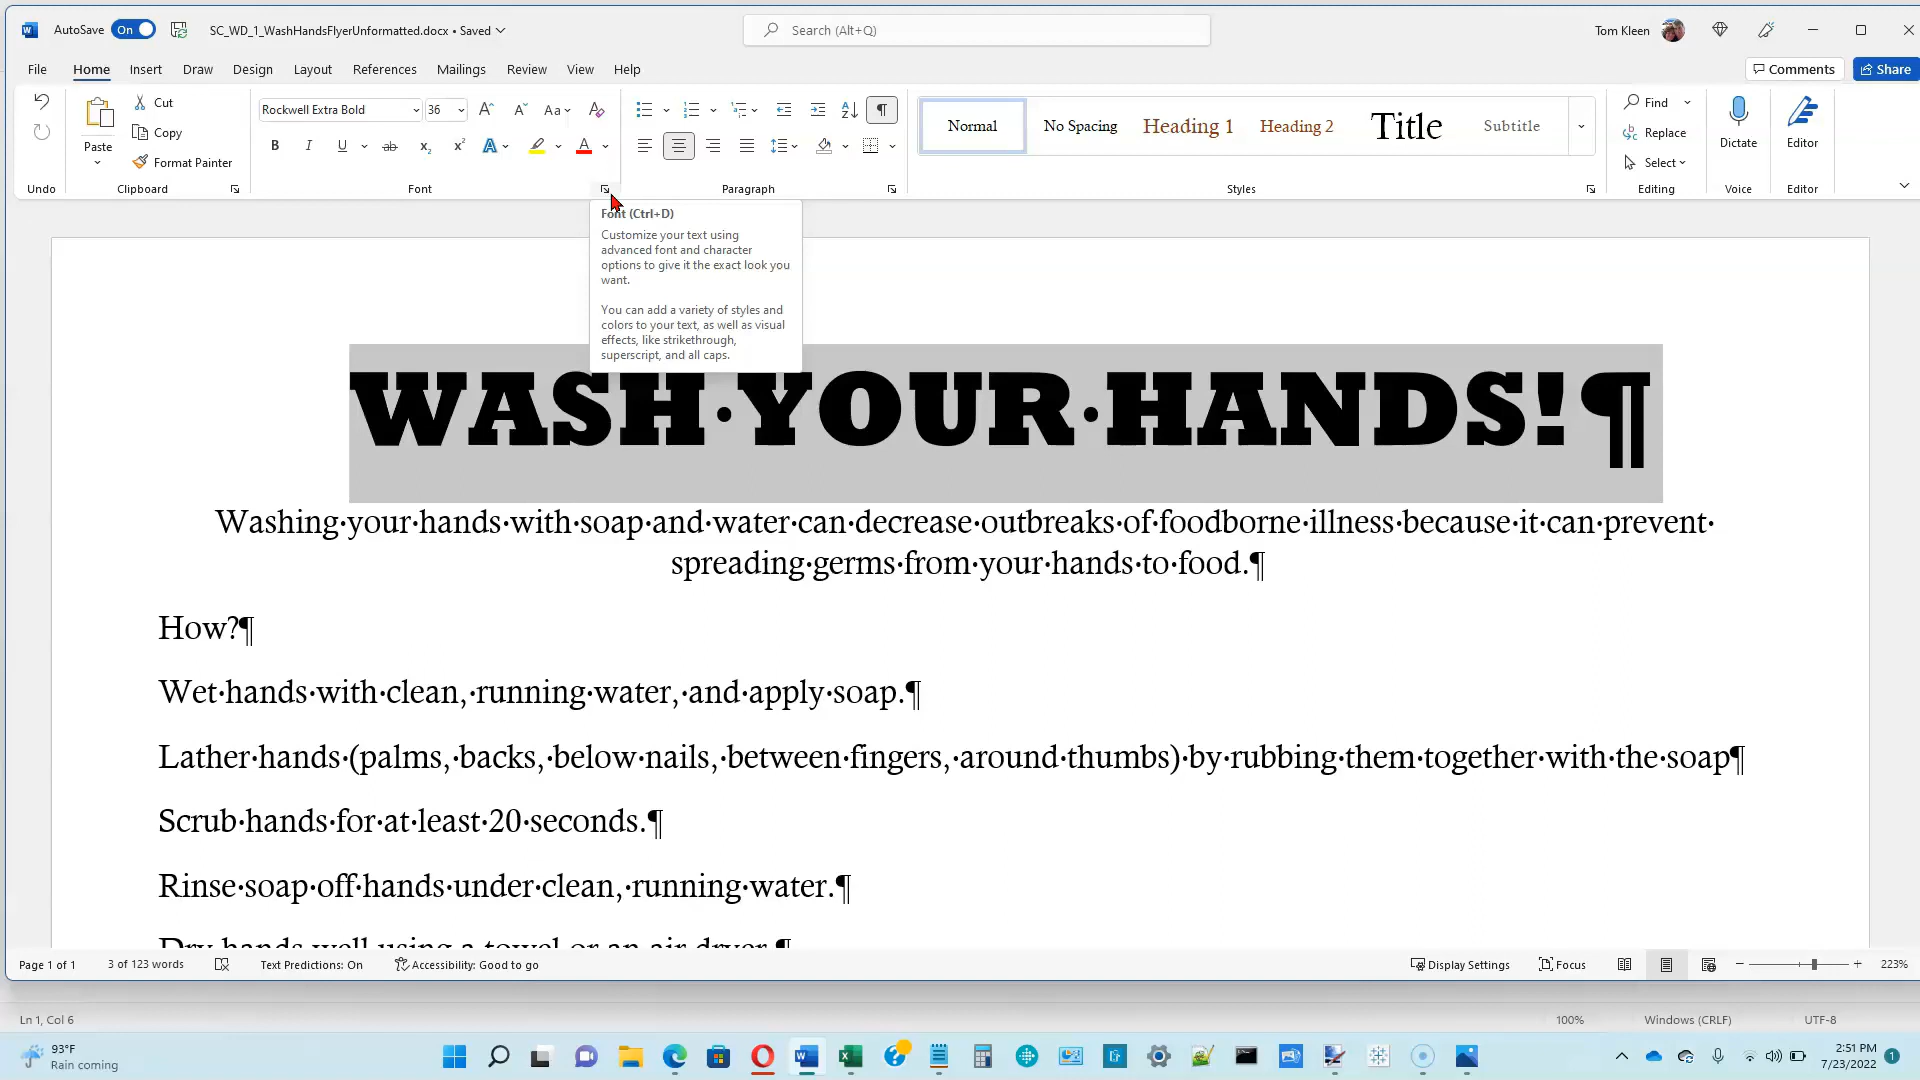 AutoSave On SC_WD_1_WashHandsFlyerUnformatted.docx • Saved Search (Alt+Q) Tom Kleen
File Home Insert Draw Design Layout References Mailings Review View Help Comments Share
Paste Cut Copy Format Painter
Rockwell Extra Bold 36 Aa
B I U ab x₂ x² A A
Normal No Spacing Heading 1 Heading 2 Title Subtitle
Find Replace Select
Dictate Editor
Undo Clipboard Font Paragraph Styles Editing Voice Editor
Font (Ctrl+D)
Customize your text using
advanced font and character
options to give it the exact look you
want.
You can add a variety of styles and
colors to your text, as well as visual
effects, like strikethrough,
superscript, and all caps.
WASH·YOUR·HANDS!¶
Washing·your·hands·with·soap·and·water·can·decrease·outbreaks·of·foodborne·illness·because·it·can·prevent·
spreading·germs·from·your·hands·to·food.¶
How?¶
Wet·hands·with·clean,·running·water,·and·apply·soap.¶
Lather·hands·(palms,·backs,·below·nails,·between·fingers,·around·thumbs)·by·rubbing·them·together·with·the·soap¶
Scrub·hands·for·at·least·20·seconds.¶
Rinse·soap·off·hands·under·clean,·running·water.¶
Dry·hands·well·using·a·towel·or·an·air·dryer.¶
Page 1 of 1 3 of 123 words Text Predictions: On Accessibility: Good to go Display Settings Focus 223%
Ln 1, Col 6 100% Windows (CRLF) UTF-8
93°F
Rain coming
2:51 PM
7/23/2022 1